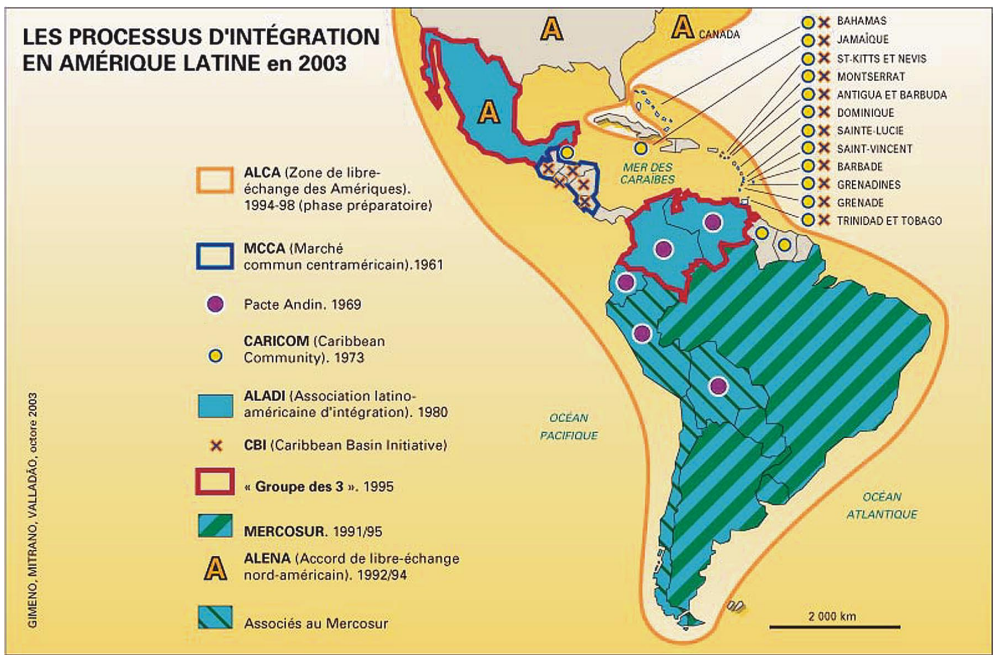 LES PROCESSUS D'INTÉGRATION
EN AMÉRIQUE LATINE en 2003
A
A
CANADA
A
BAHAMAS
JAMAÏQUE
ST-KITTS ET NEVIS
MONTSERRAT
ANTIGUA ET BARBUDA
DOMINIQUE
SAINTE-LUCIE
SAINT-VINCENT
BARBADE
GRENADINES
GRENADE
TRINIDAD ET TOBAGO
MER DES
CARAÏBES
ALCA (Zone de libre-
échange des Amériques).
1994-98 (phase préparatoire)
MCCA (Marché
commun centraméricain).1961
Pacte Andin. 1969
CARICOM (Caribbean
Community). 1973
ALADI (Association latino-
américaine d'intégration). 1980
CBI (Caribbean Basin Initiative)
« Groupe des 3 ». 1995
MERCOSUR. 1991/95
A
ALENA (Accord de libre-échange
nord-américain). 1992/94
Associés au Mercosur
OCÉAN
PACIFIQUE
OCÉAN
ATLANTIQUE
2 000 km
GIMENO, MITRANO, VALLADÃO, octore 2003